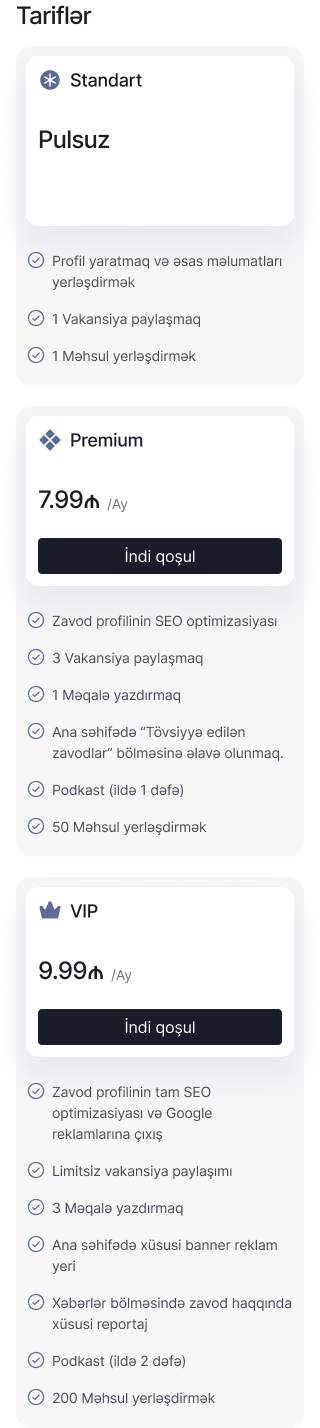 Tariflər
Standart
Pulsuz
Profil yaratmaq və əsas məlumatları
yerləşdirmək
1 Vakansiya paylaşmaq
1 Məhsul yerləşdirmək
Premium
7.99₼ /Ay
İndi qoşul
Zavod profilinin SEO optimizasiyası
3 Vakansiya paylaşmaq
1 Məqalə yazdırmaq
Ana səhifədə “Tövsiyyə edilən
zavodlar” bölməsinə əlavə olunmaq.
Podkast (ildə 1 dəfə)
50 Məhsul yerləşdirmək
VIP
9.99₼ /Ay
İndi qoşul
Zavod profilinin tam SEO
optimizasiyası və Google
reklamlarına çıxış
Limitsiz vakansiya paylaşımı
3 Məqalə yazdırmaq
Ana səhifədə xüsusi banner reklam
yeri
Xəbərlər bölməsində zavod haqqında
xüsusi reportaj
Podkast (ildə 2 dəfə)
200 Məhsul yerləşdirmək